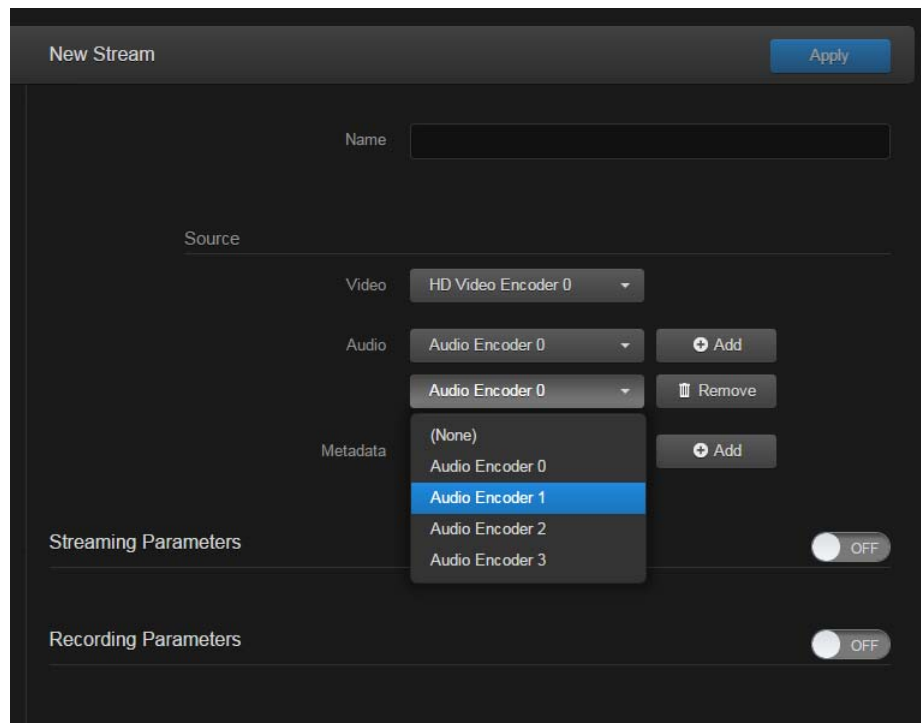 New Stream
Apply
Name
Source
Video
HD Video Encoder 0
Audio
Audio Encoder 0
Add
Audio Encoder 0
Remove
(None)
Metadata
Add
Audio Encoder 0
Audio Encoder 1
Audio Encoder 2
Audio Encoder 3
Streaming Parameters
OFF
Recording Parameters
OFF